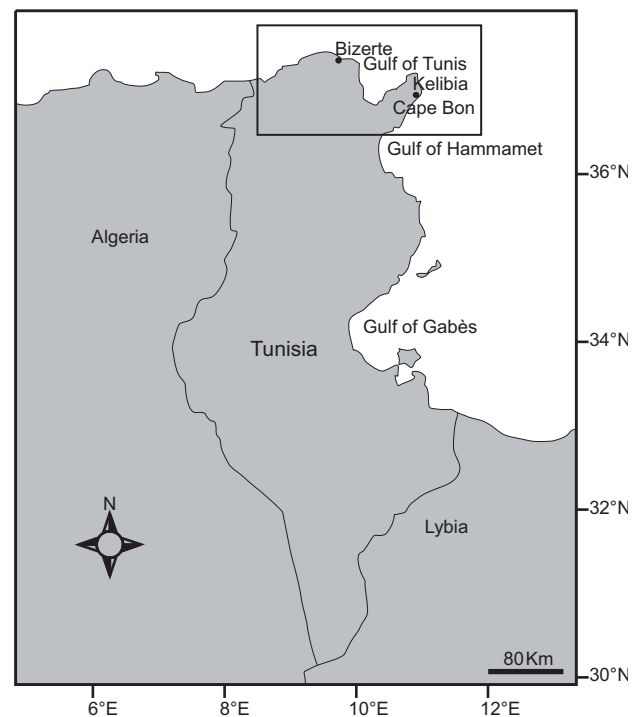 Bizerte
Gulf of Tunis
Kelibia
Cape Bon
Gulf of Hammamet
36°N
Algeria
Gulf of Gabès
34°N
Tunisia
32°N
N
Lybia
80Km
30°N
6°E 8°E 10°E 12°E